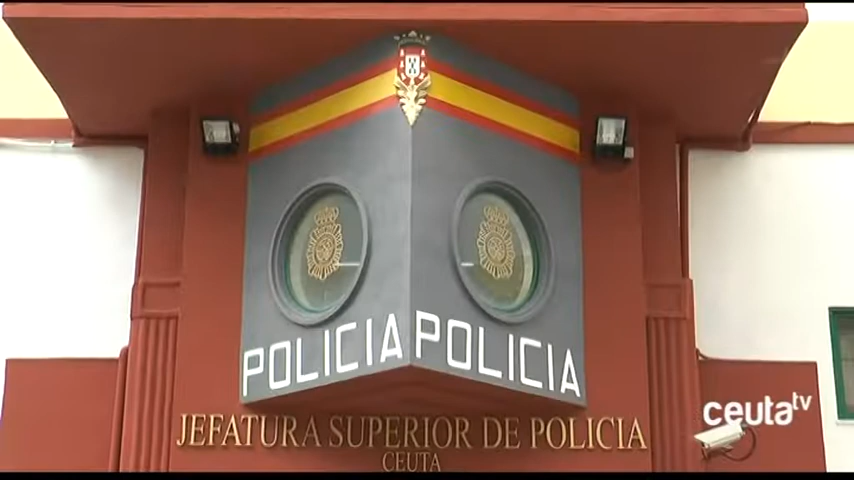 POLICIA POLICIA
JEFATURA SUPERIOR DE POLICIA
CEUTA
ceuta tv